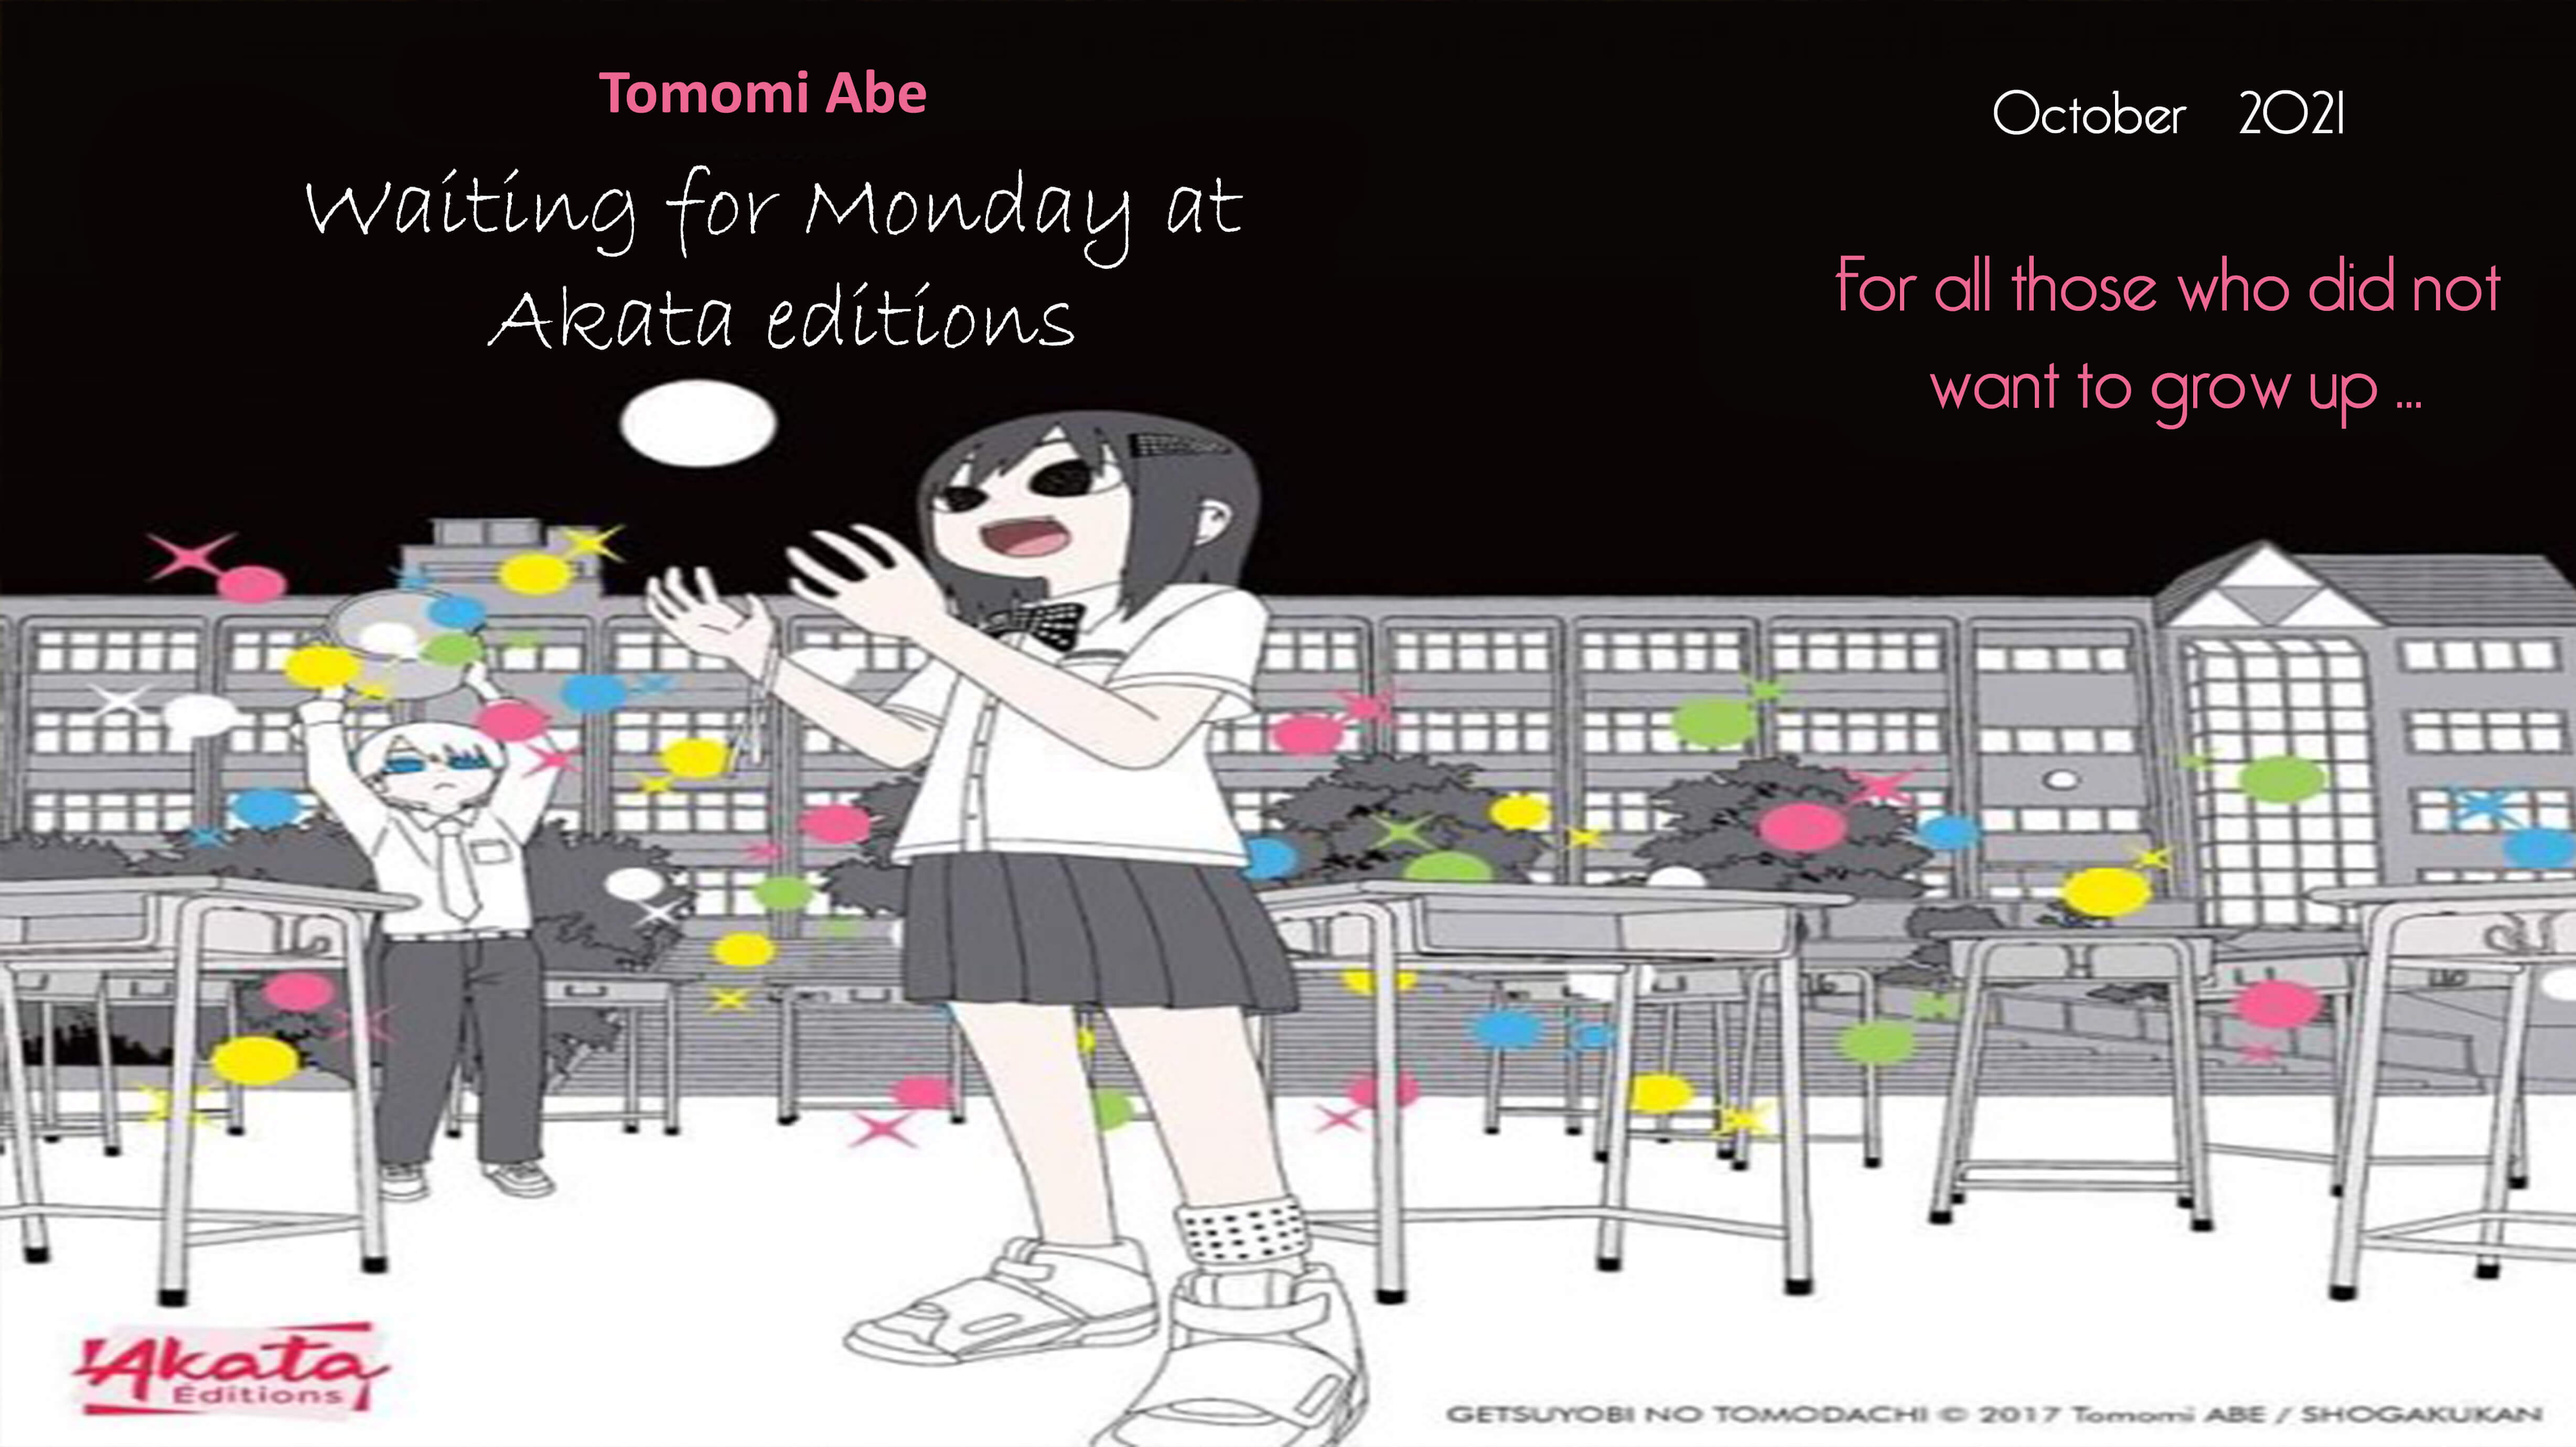 Tomomi Abe
Waiting for Monday at
Akata editions
October 2021
For all those who did not
want to grow up ...
Akata
Éditions
GETSUYOBI NO TOMODACHI © 2017 Tomomi ABE / SHOGAKUKAN